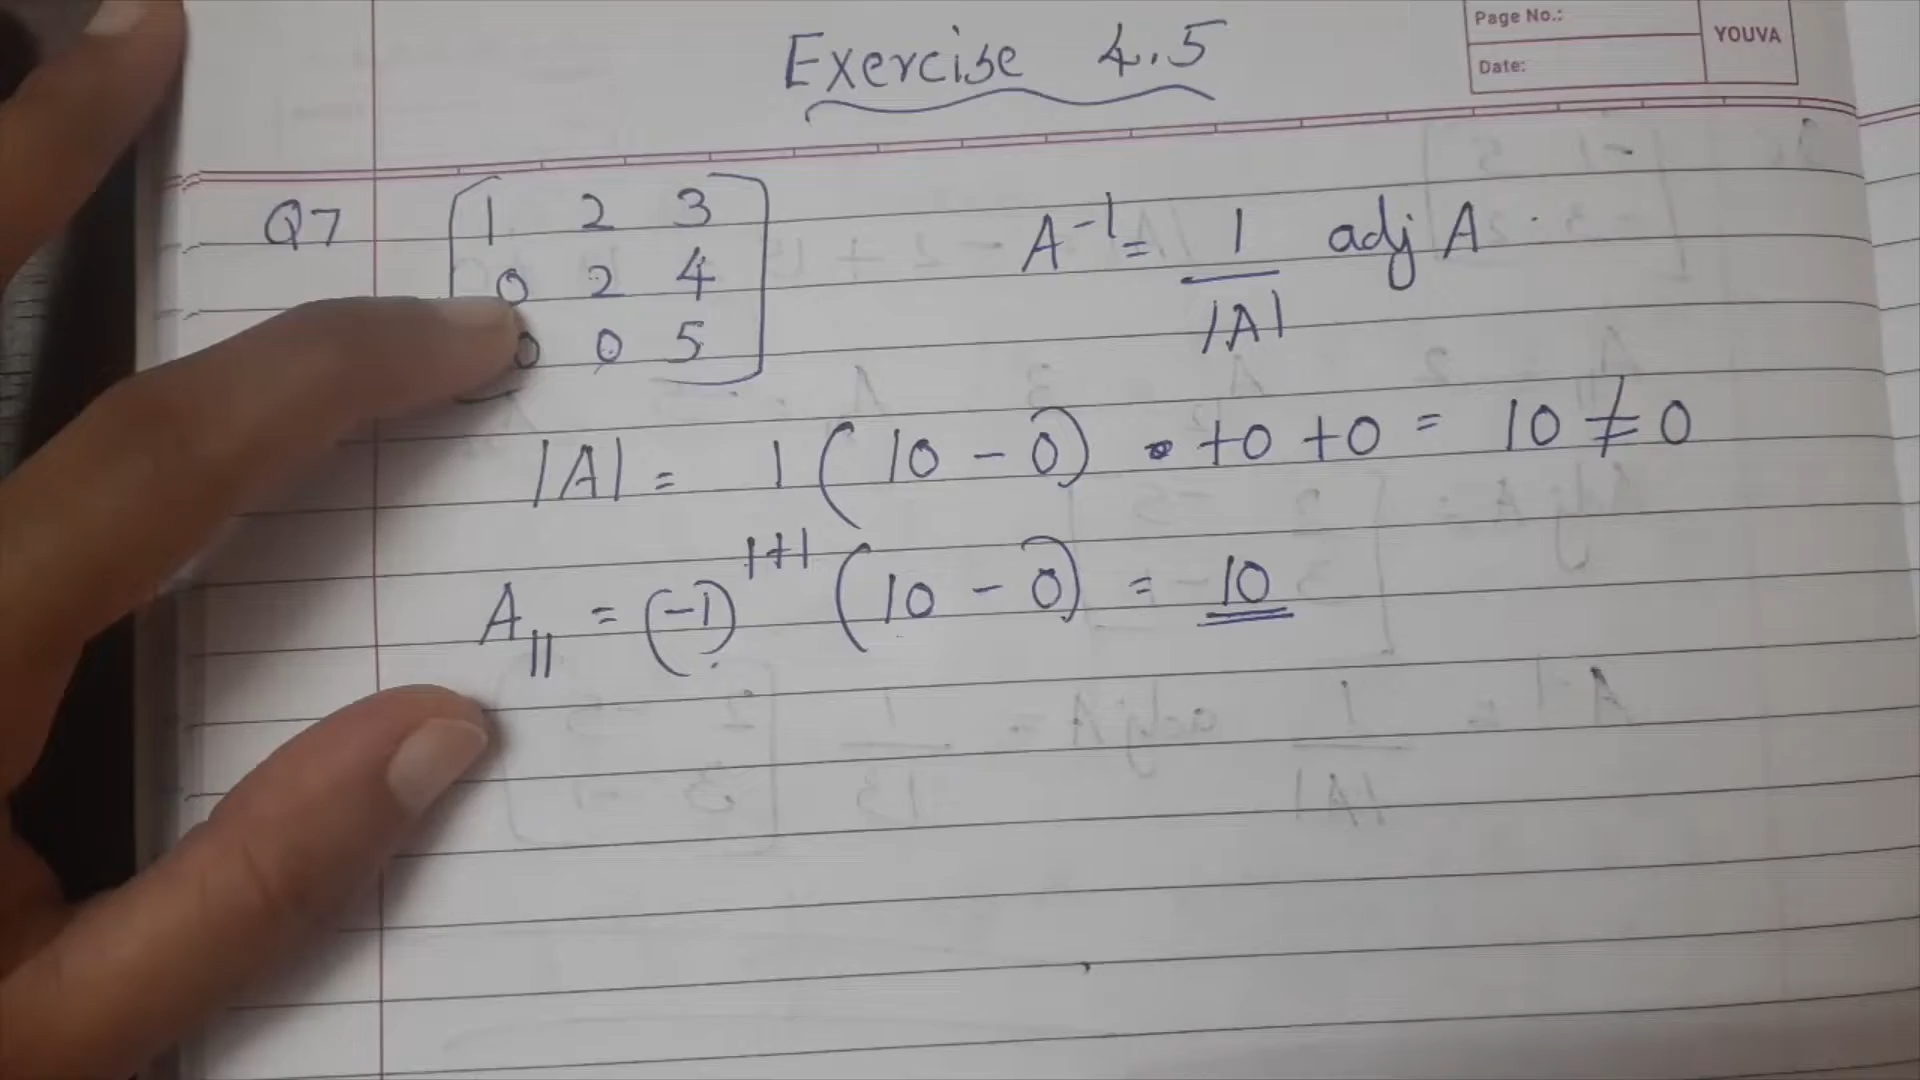 Exercise 4.5
Page No.:
Date:
YOUVA
Q7
1 2 3
0 2 4
0 0 5
A⁻¹ = 1/|A| adj A.
|A| = 1 (10 - 0) +0 +0 = 10 ≠ 0
A₁₁ = (-1)¹⁺¹ (10 - 0) = 10